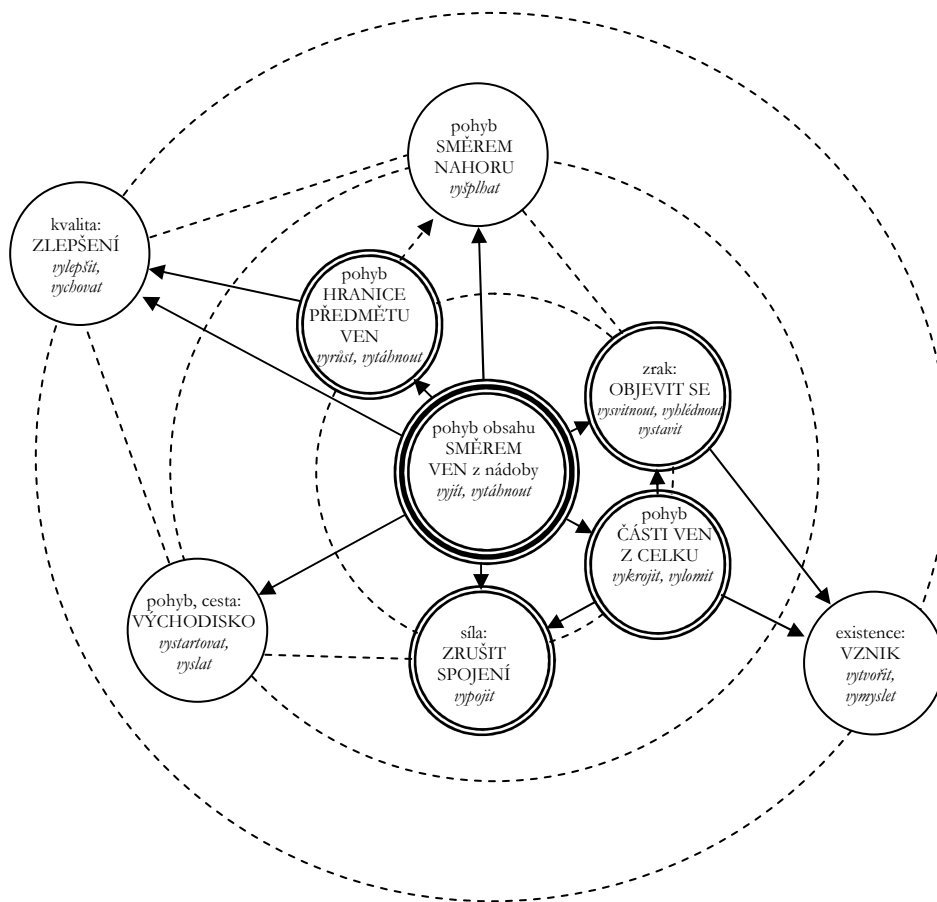 pohyb
SMĚREM
NAHORU
vyšplhat
kvalita:
ZLEPŠENÍ
vylepšit,
vychovat
pohyb
HRANICE
PŘEDMĚTU
VEN
vyrůst, vytáhnout
zrak:
OBJEVIT SE
vysvitnout, vyhlédnout
vystavit
pohyb obsahu
SMĚREM
VEN z nádoby
vyjít, vytáhnout
pohyb
ČÁSTI VEN
Z CELKU
vykrojit, vylomit
pohyb, cesta:
VÝCHODISKO
vystartovat,
vyslat
síla:
ZRUŠIT
SPOJENÍ
vypojit
existence:
VZNIK
vytvořit,
vymyslet